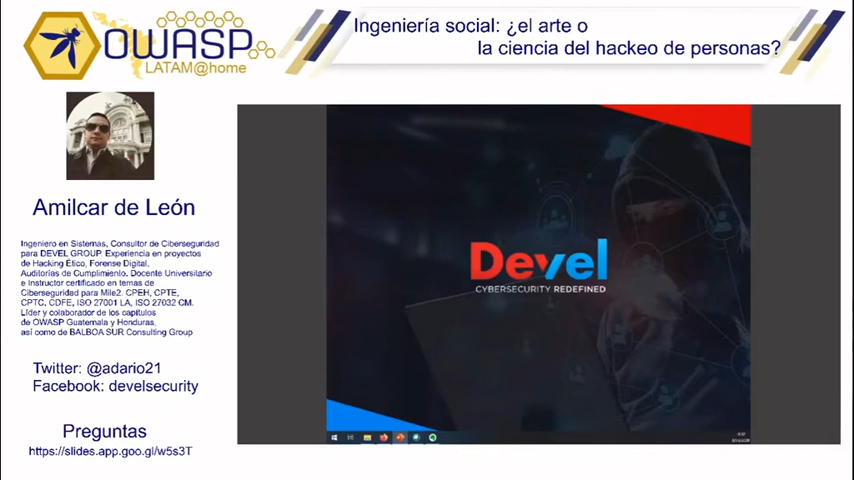 OWASP
LATAM@home
Ingeniería social: ¿el arte o
la ciencia del hackeo de personas?
Amilcar de León
Ingeniero en Sistemas, Consultor de Ciberseguridad
para DEVEL GROUP. Experiencia en proyectos
de Hacking Ético, Forense Digital,
Auditorías de Cumplimiento. Docente Universitario
e Instructor certificado en temas de
Ciberseguridad para Mile2. CPEH, CPTE,
CPTC, CDFE, ISO 27001 LA, ISO 27032 CM.
Líder y colaborador de los capítulos
de OWASP Guatemala y Honduras,
así como de BALBOA SUR Consulting Group
Twitter: @adario21
Facebook: develsecurity
Preguntas
https://slides.app.goo.gl/w5s3T
Devel
CYBERSECURITY REDEFINED